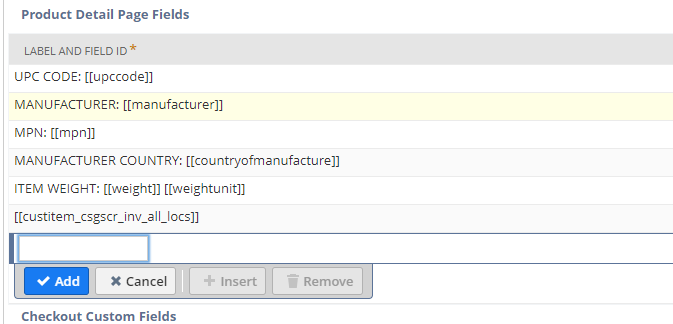 Product Detail Page Fields
LABEL AND FIELD ID *
UPC CODE: [[upccode]]
MANUFACTURER: [[manufacturer]]
MPN: [[mpn]]
MANUFACTURER COUNTRY: [[countryofmanufacture]]
ITEM WEIGHT: [[weight]] [[weightunit]]
[[custitem_csgscr_inv_all_locs]]
Add Cancel Insert Remove
Checkout Custom Fields